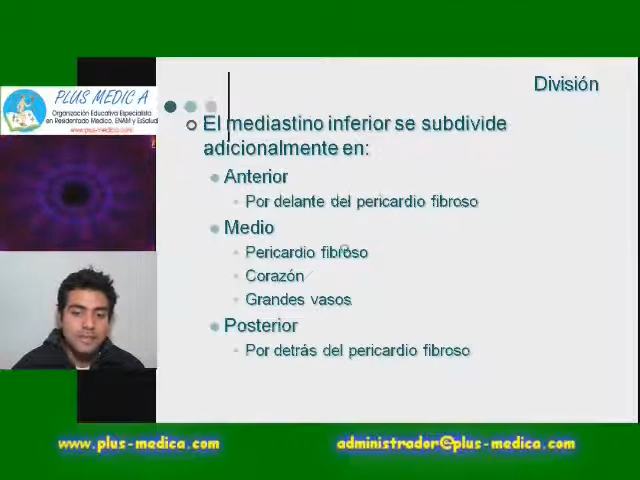 PLUS MEDIC A
Organización Educativa Especialista
en Residentado Medico, ENAM y EsSalud
www.plus-medica.com
División
El mediastino inferior se subdivide
adicionalmente en:
Anterior
Por delante del pericardio fibroso
Medio
Pericardio fibroso
Corazón
Grandes vasos
Posterior
Por detrás del pericardio fibroso
www.plus-medica.com
administrador@plus-medica.com